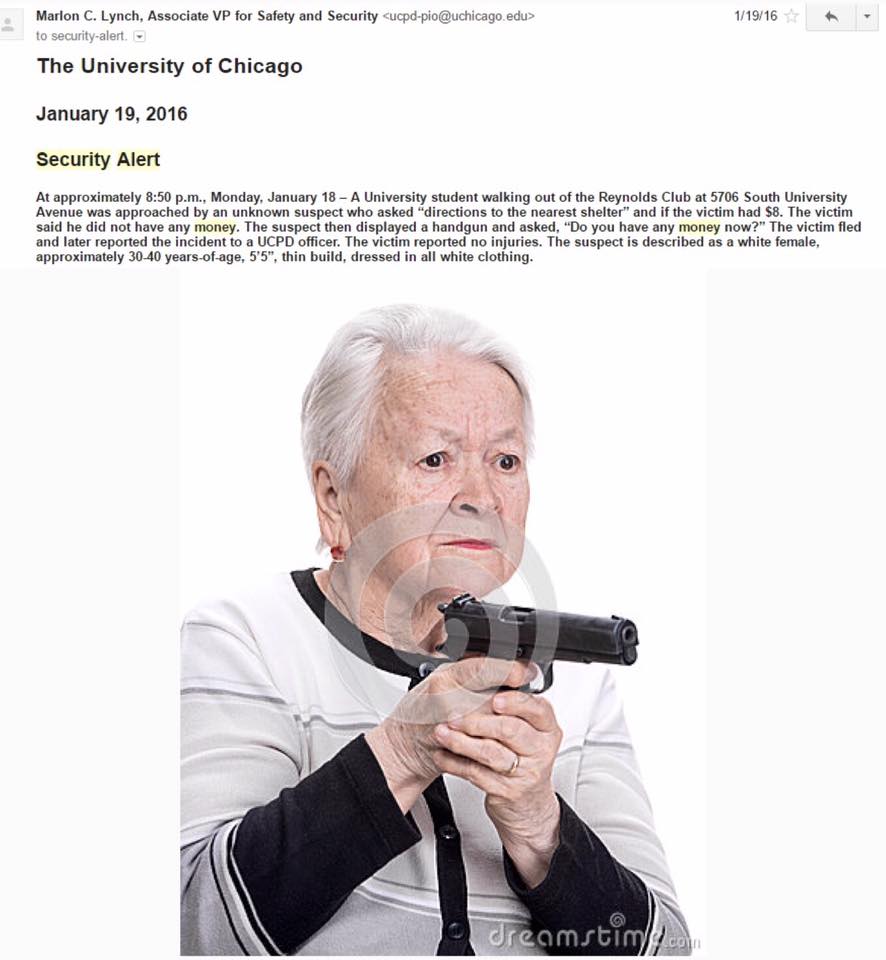 Marlon C. Lynch, Associate VP for Safety and Security <ucpd-pio@uchicago.edu> 1/19/16
to security-alert.
The University of Chicago
January 19, 2016
Security Alert
At approximately 8:50 p.m., Monday, January 18 – A University student walking out of the Reynolds Club at 5706 South University
Avenue was approached by an unknown suspect who asked “directions to the nearest shelter” and if the victim had $8. The victim
said he did not have any money. The suspect then displayed a handgun and asked, “Do you have any money now?” The victim fled
and later reported the incident to a UCPD officer. The victim reported no injuries. The suspect is described as a white female,
approximately 30-40 years-of-age, 5’5”, thin build, dressed in all white clothing.
dreamstime.com